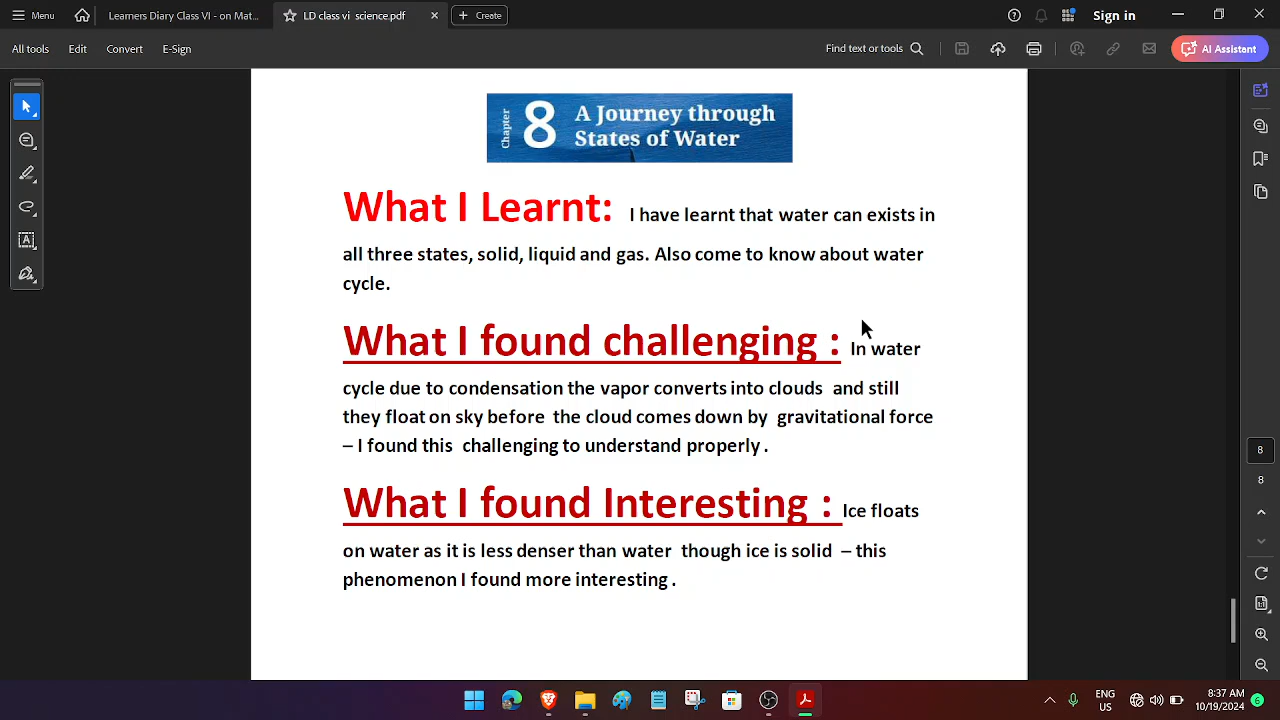 Menu
Learners Diary Class VI - on Mat...
LD class vi science.pdf
Create
Sign in
All tools
Edit
Convert
E-Sign
Find text or tools
AI Assistant
Chapter
8
A Journey through
States of Water
What I Learnt: I have learnt that water can exists in
all three states, solid, liquid and gas. Also come to know about water
cycle.
What I found challenging : In water
cycle due to condensation the vapor converts into clouds and still
they float on sky before the cloud comes down by gravitational force
– I found this challenging to understand properly .
What I found Interesting : Ice floats
on water as it is less denser than water though ice is solid – this
phenomenon I found more interesting .
8
8
ENG
US
8:37 AM
10/19/2024
6